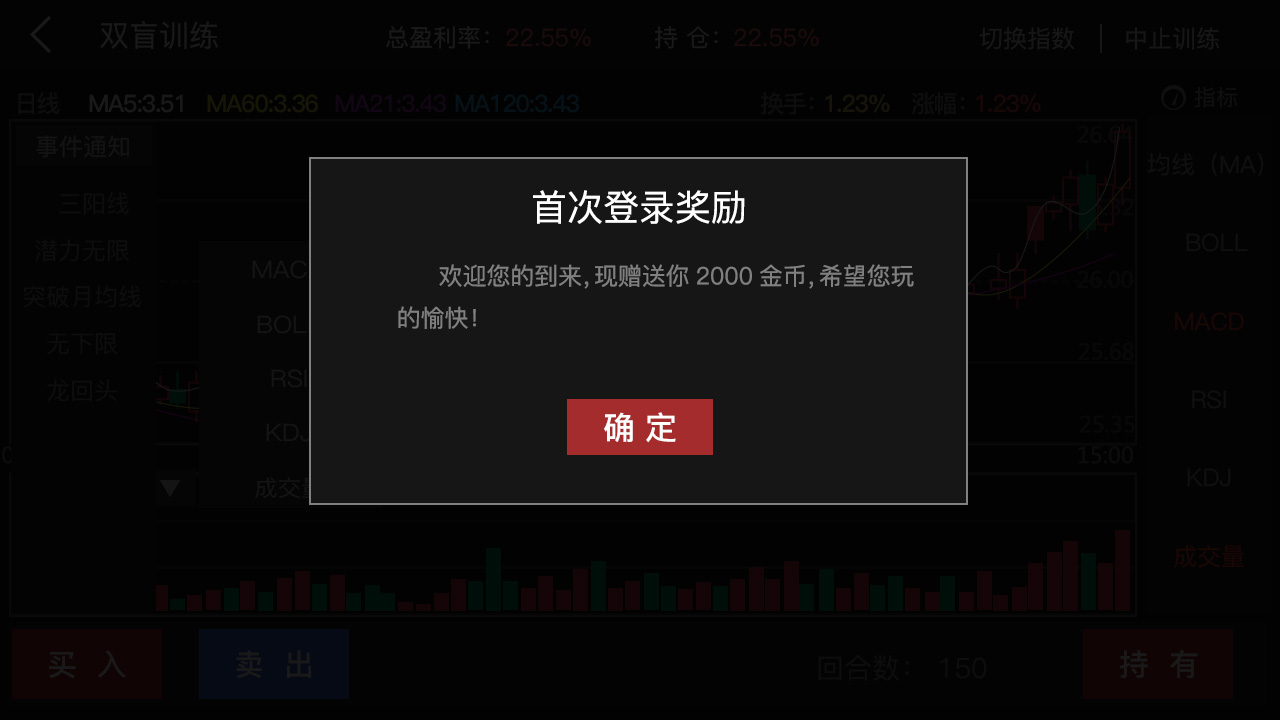 双盲训练
总盈利率：22.55%
持 仓：22.55%
切换指数
中止训练
日线 MA5:3.51 MA60:3.36 MA21:3.43 MA120:3.43
换手：1.23% 涨幅：1.23%
指标
事件通知
三阳线
潜力无限
突破月均线
无下限
龙回头
MAC
BOL
RSI
KDJ
成交量
首次登录奖励
欢迎您的到来,现赠送你 2000 金币,希望您玩
的愉快!
确 定
26.00
25.68
25.35
15:00
均线（MA）
BOLL
MACD
RSI
KDJ
成交量
买 入
卖 出
回合数： 150
持 有